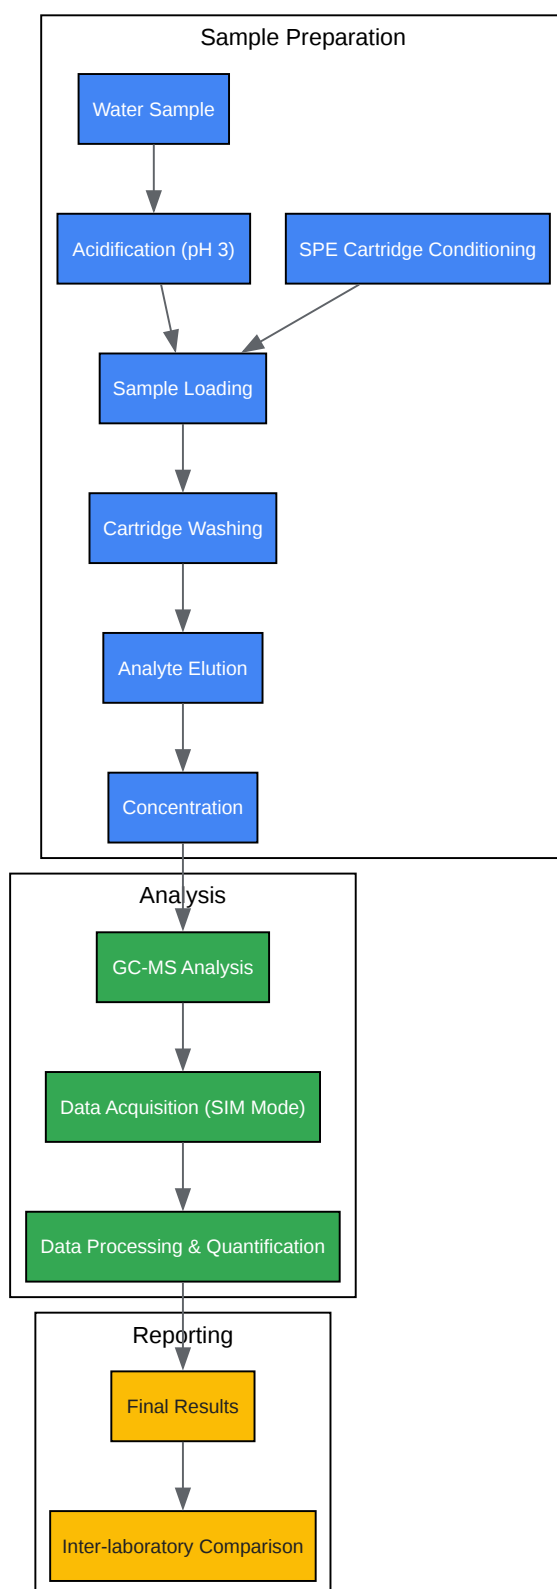 Sample Preparation
Water Sample
Acidification (pH 3)
SPE Cartridge Conditioning
Sample Loading
Cartridge Washing
Analyte Elution
Concentration
Analysis
GC-MS Analysis
Data Acquisition (SIM Mode)
Data Processing & Quantification
Reporting
Final Results
Inter-laboratory Comparison